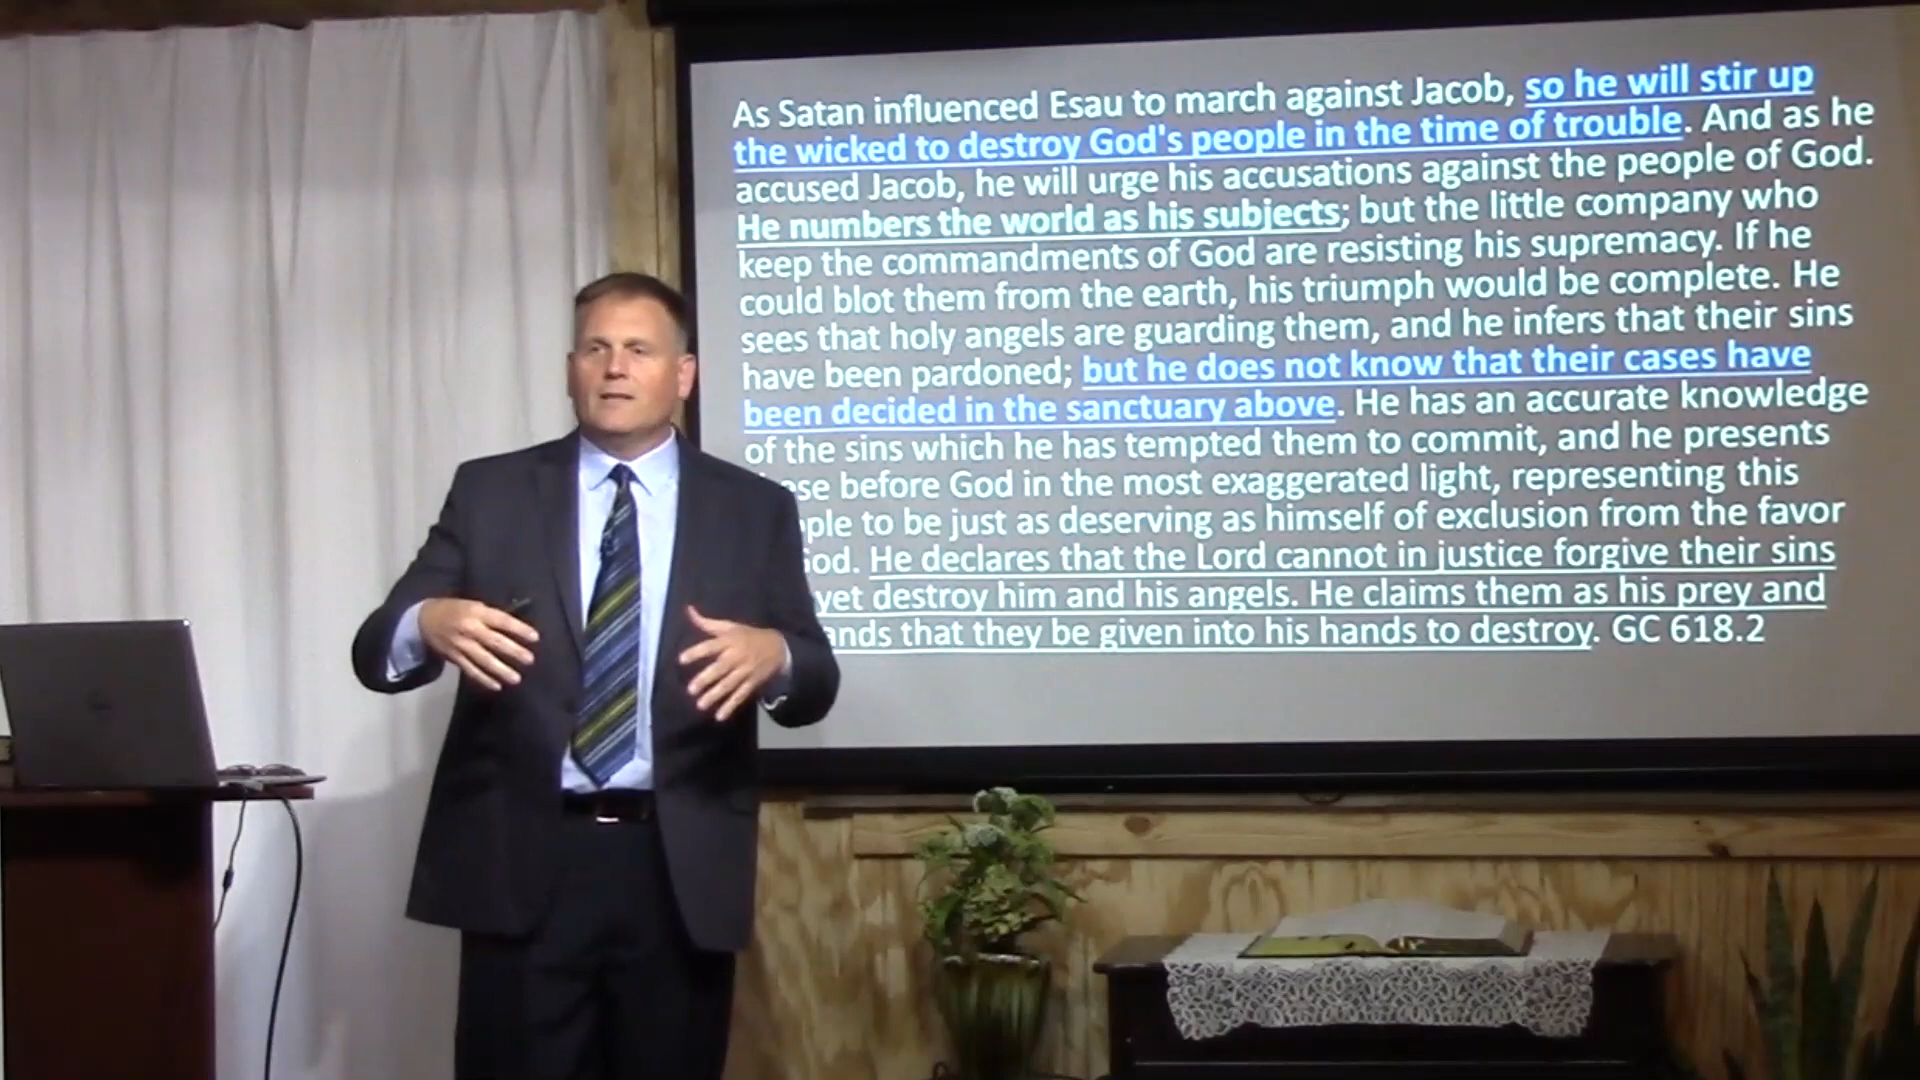 As Satan influenced Esau to march against Jacob, so he will stir up
the wicked to destroy God's people in the time of trouble. And as he
accused Jacob, he will urge his accusations against the people of God.
He numbers the world as his subjects; but the little company who
keep the commandments of God are resisting his supremacy. If he
could blot them from the earth, his triumph would be complete. He
sees that holy angels are guarding them, and he infers that their sins
have been pardoned; but he does not know that their cases have
been decided in the sanctuary above. He has an accurate knowledge
of the sins which he has tempted them to commit, and he presents
before God in the most exaggerated light, representing this
to be just as deserving as himself of exclusion from the favor
God. He declares that the Lord cannot in justice forgive their sins
yet destroy him and his angels. He claims them as his prey and
that they be given into his hands to destroy. GC 618.2